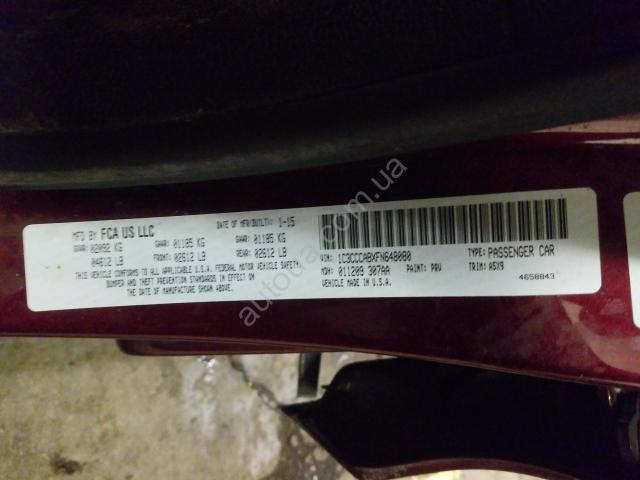 MFD BY FCA US LLC
DATE OF MFR(BUILT): 1-15
GVWR: 02092 KG
GAWR: 01185 KG
GAWR: 01185 KG
04612 LB
FRONT: 02612 LB
REAR: 02612 LB
THIS VEHICLE CONFORMS TO ALL APPLICABLE U.S.A. FEDERAL MOTOR VEHICLE SAFETY,
BUMPER AND THEFT PREVENTION STANDARDS IN EFFECT ON
THE DATE OF MANUFACTURE SHOWN ABOVE.
VIN: 1C3CCCABXFN648080
TYPE: PASSENGER CAR
MDH: 011209 307AA
PAINT: PRV
TRIM: A5X9
VEHICLE MADE IN U.S.A.
4658843
autoua.com.ua